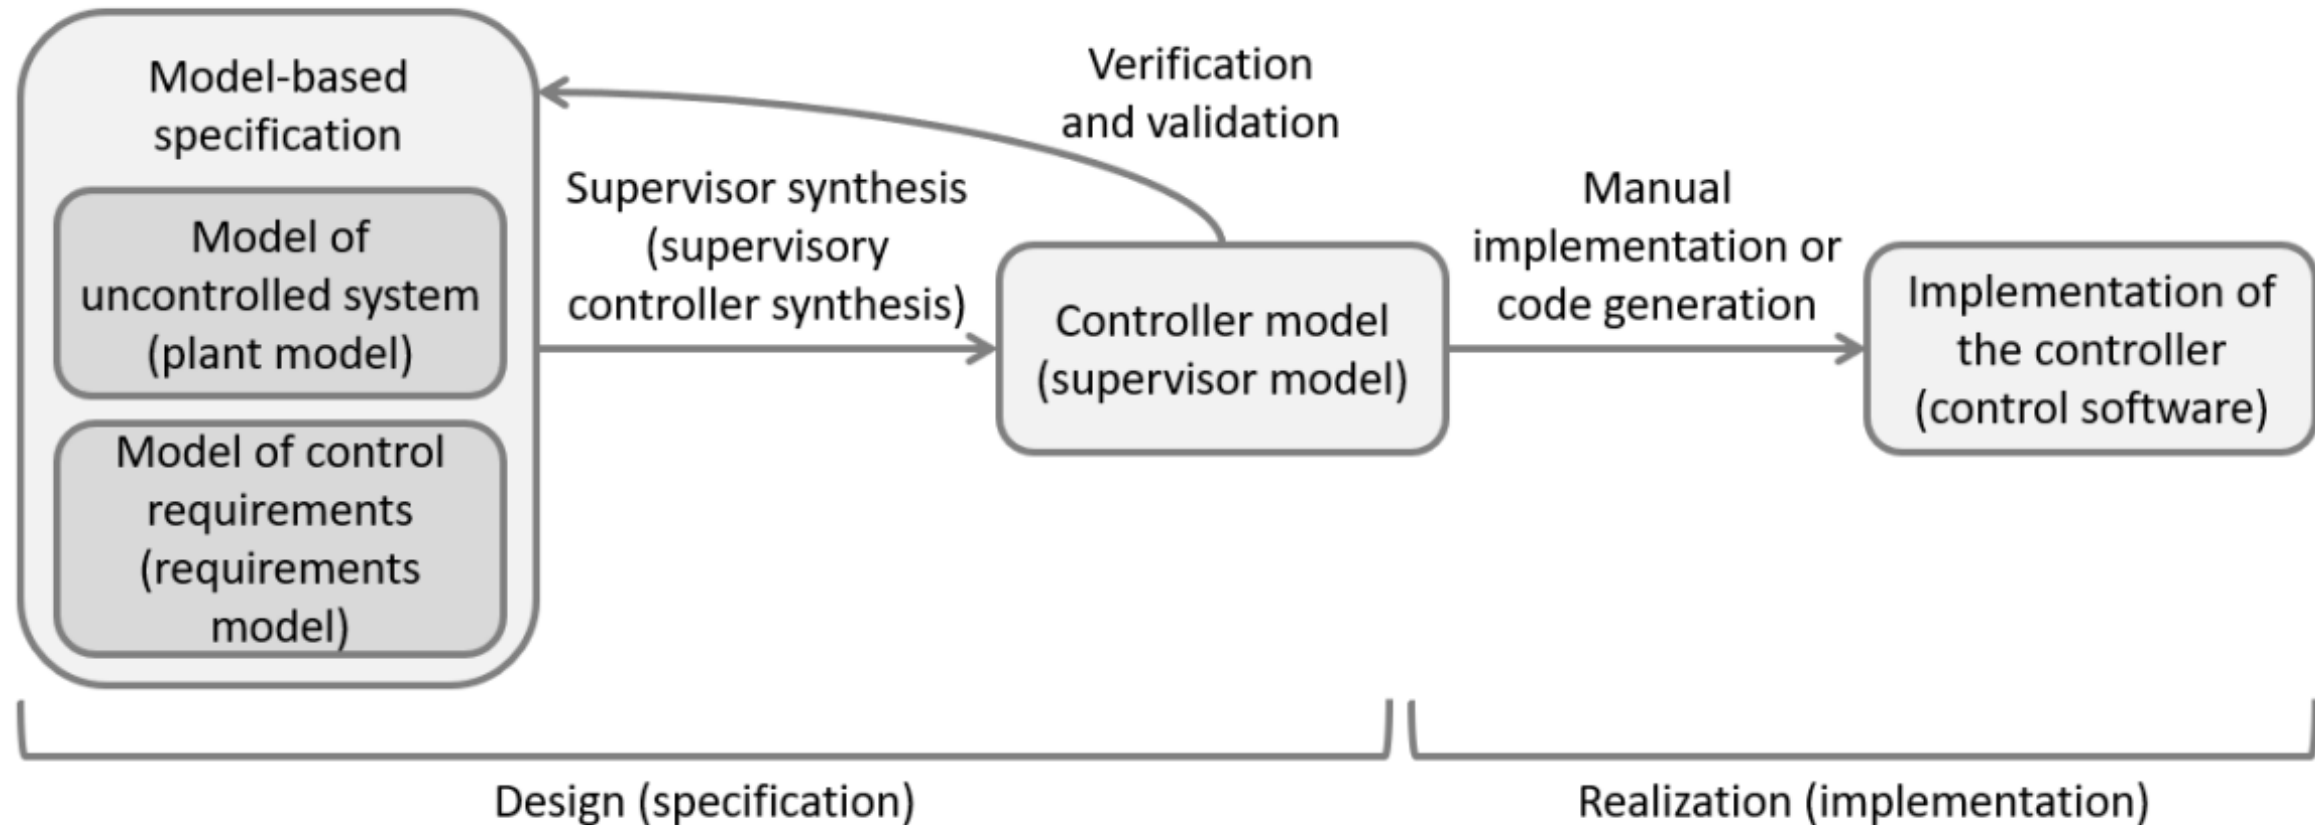 Model-based
specification
Model of
uncontrolled system
(plant model)
Model of control
requirements
(requirements
model)
Verification
and validation
Supervisor synthesis
(supervisory
controller synthesis)
Controller model
(supervisor model)
Manual
implementation or
code generation
Implementation of
the controller
(control software)
Design (specification)
Realization (implementation)